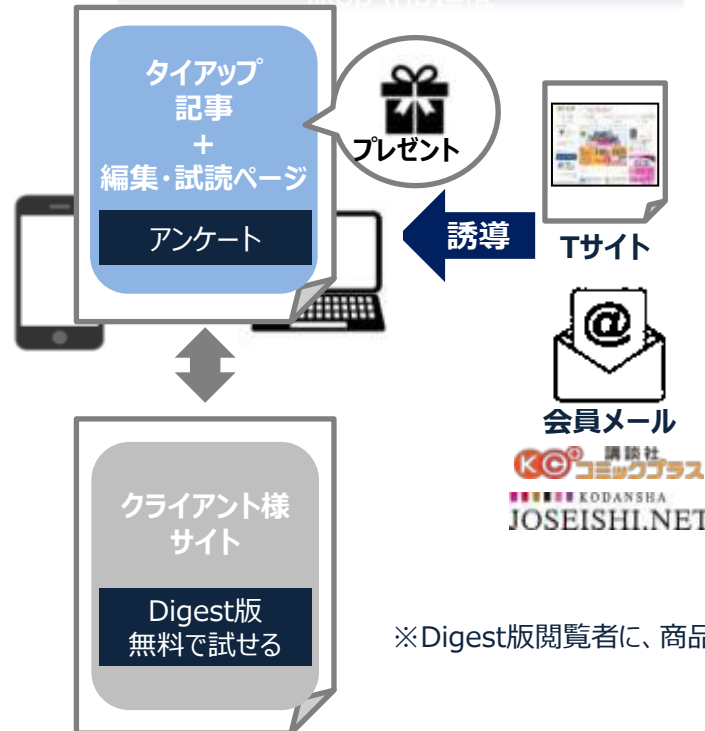 タイアップ
記事
+
編集・試読ページ
アンケート
プレゼント
誘導
Tサイト
@
会員メール
KC+ 講談社
コミックプラス
KODANSHA
JOSEISHI.NET
クライアント様
サイト
Digest版
無料で試せる
※Digest版閲覧者に、商品